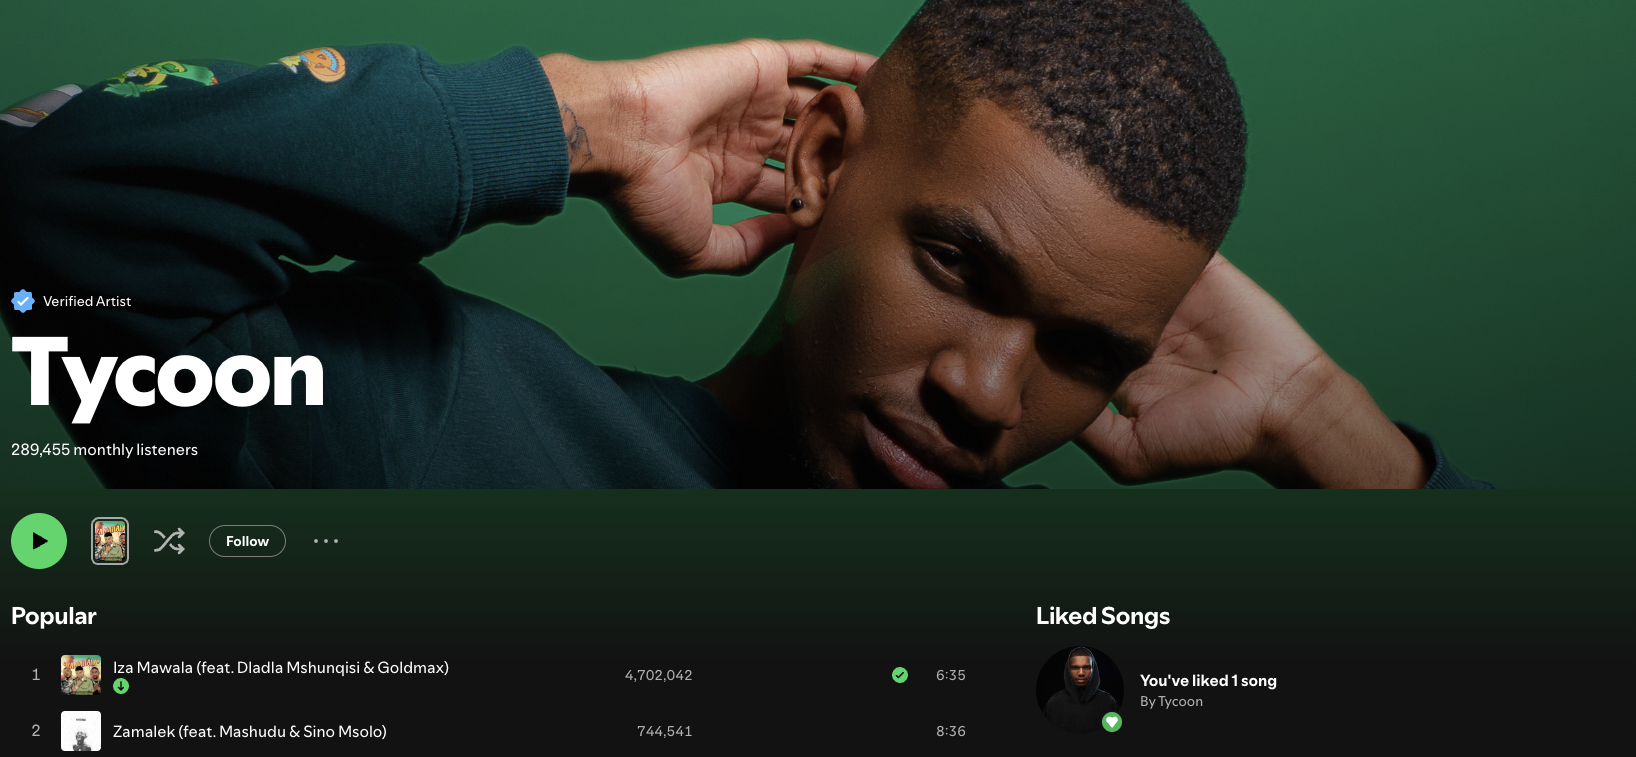 Verified Artist
Tycoon
289,455 monthly listeners
Follow
Popular
Liked Songs
1
Iza Mawala (feat. Dladla Mshunqisi & Goldmax)
4,702,042
6:35
You've liked 1 song
By Tycoon
2
Zamalek (feat. Mashudu & Sino Msolo)
744,541
8:36